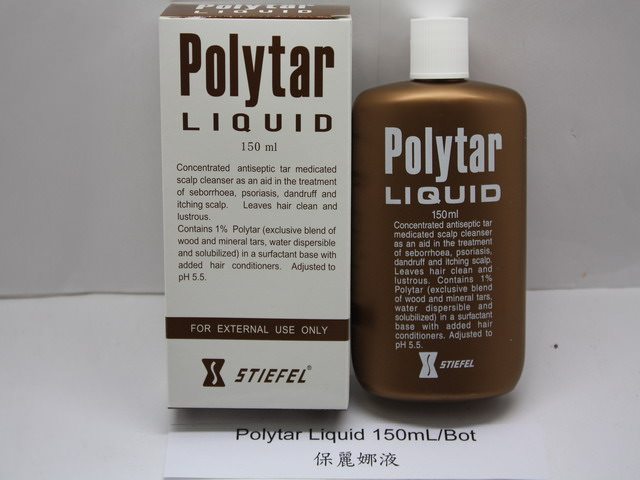 LIQUID
Polytar
LIQUID
150 ml
Concentrated antiseptic tar medicated
scalp cleanser as an aid in the treatment
of seborrhoea, psoriasis, dandruff and
itching scalp. Leaves hair clean and
lustrous.
Contains 1% Polytar (exclusive blend of
wood and mineral tars, water dispersible
and solubilized) in a surfactant base with
added hair conditioners. Adjusted to
pH 5.5.
FOR EXTERNAL USE ONLY
STIEFEL®
Polytar
LIQUID
150ml
Concentrated antiseptic tar
medicated scalp cleanser
as an aid in the treatment
of seborrhoea, psoriasis,
dandruff and itching scalp.
Leaves hair clean and
lustrous. Contains 1%
Polytar (exclusive blend
of wood and mineral tars,
water dispersible and
solubilized) in a surfactant
base with added hair
conditioners. Adjusted to
pH 5.5.
STIEFEL
Polytar Liquid 150mL/Bot
保麗娜液